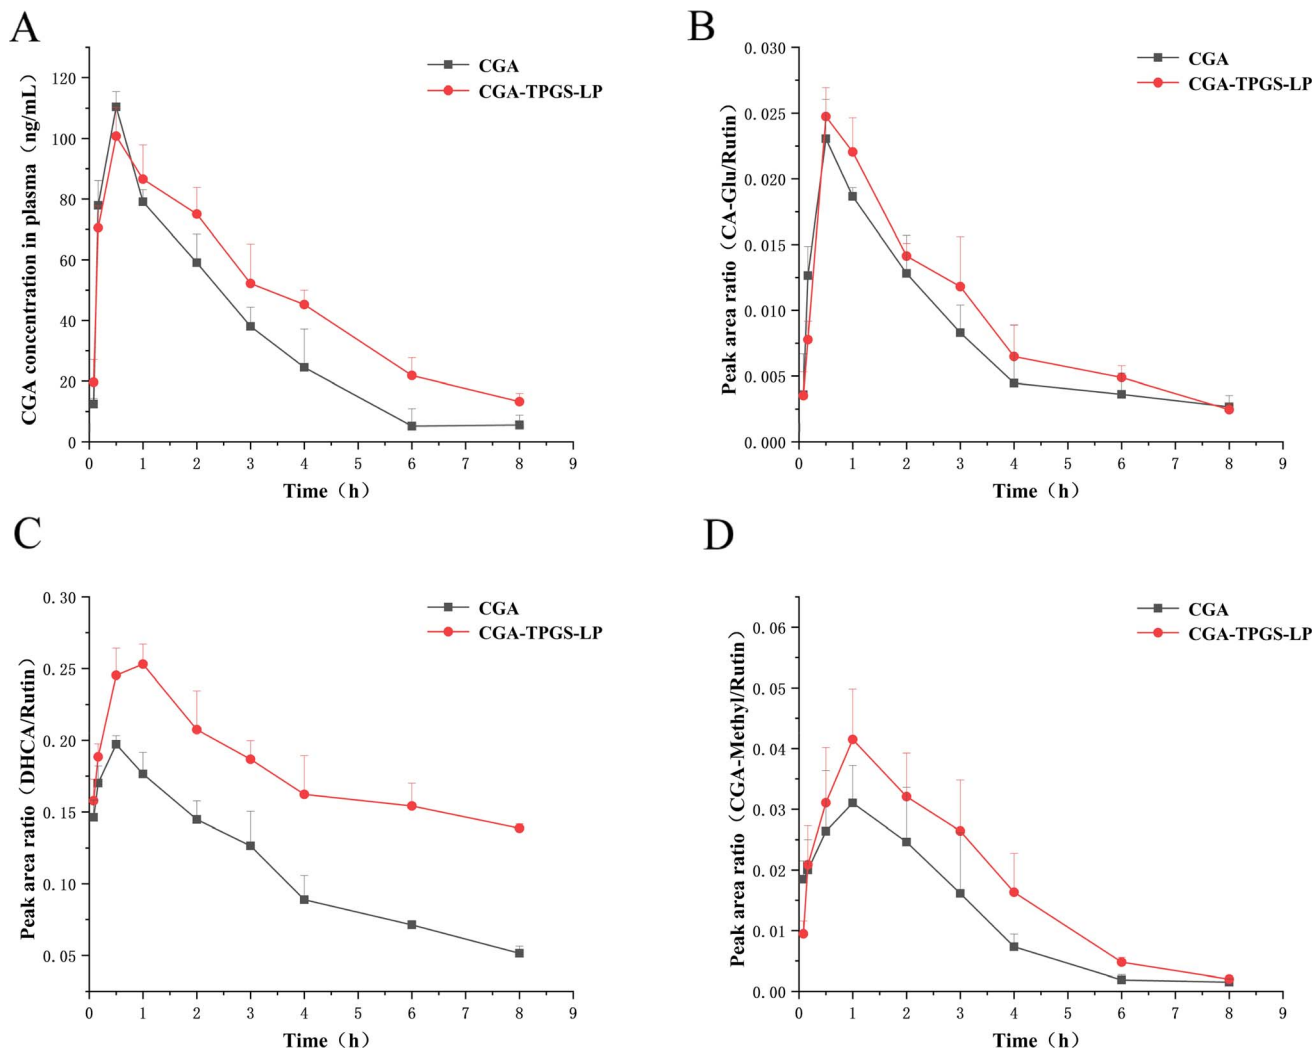 A
CGA concentration in plasma（ng/mL）
120
100
80
60
40
20
0
0 1 2 3 4 5 6 7 8 9
Time（h）
CGA
CGA-TPGS-LP
B
Peak area ratio（CA-Glu/Rutin）
0.030
0.025
0.020
0.015
0.010
0.005
0.000
0 1 2 3 4 5 6 7 8 9
Time（h）
CGA
CGA-TPGS-LP
C
Peak area ratio（DHCA/Rutin）
0.30
0.25
0.20
0.15
0.10
0.05
0 1 2 3 4 5 6 7 8 9
Time（h）
CGA
CGA-TPGS-LP
D
Peak area ratio（CGA-Methyl/Rutin）
0.06
0.05
0.04
0.03
0.02
0.01
0.00
0 1 2 3 4 5 6 7 8 9
Time（h）
CGA
CGA-TPGS-LP